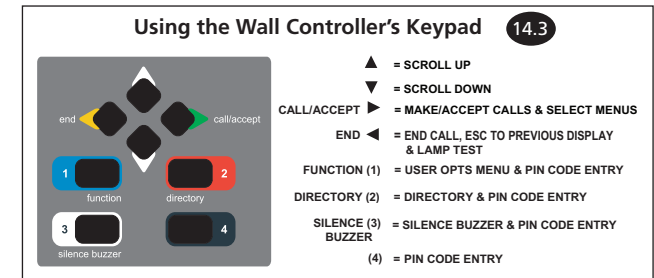 Using the Wall Controller's Keypad 14.3
end
call/accept
1
2
function
directory
3
4
silence buzzer
▲ = SCROLL UP
▼ = SCROLL DOWN
CALL/ACCEPT ► = MAKE/ACCEPT CALLS & SELECT MENUS
END ◄ = END CALL, ESC TO PREVIOUS DISPLAY
& LAMP TEST
FUNCTION (1) = USER OPTS MENU & PIN CODE ENTRY
DIRECTORY (2) = DIRECTORY & PIN CODE ENTRY
SILENCE (3) = SILENCE BUZZER & PIN CODE ENTRY
BUZZER
(4) = PIN CODE ENTRY